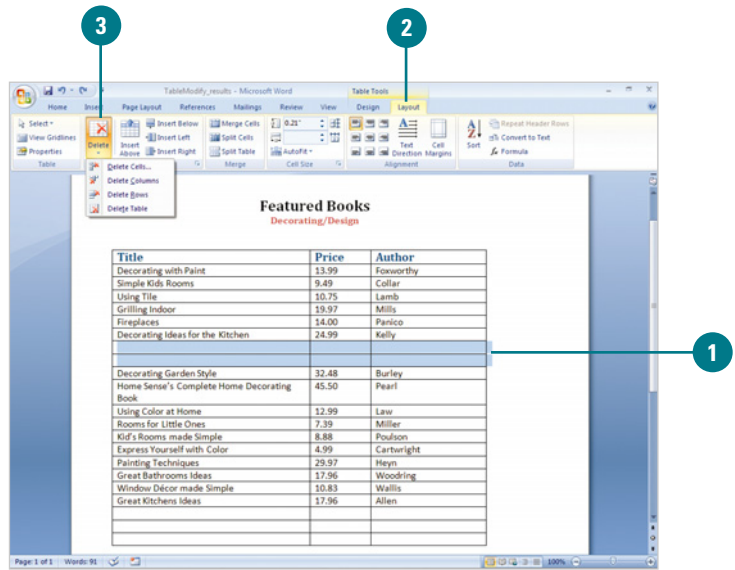 3
2
TableModify_results - Microsoft Word
Table Tools
Home Insert Page Layout References Mailings Review View Design Layout
Select
View Gridlines
Properties
Table
Delete
Insert Above
Insert Below
Insert Left
Insert Right
Merge Cells
Split Cells
Split Table
Merge
0.21"
AutoFit
Cell Size
Text Direction
Cell Margins
Alignment
Sort
Repeat Header Rows
Convert to Text
Formula
Data
Delete Cells...
Delete Columns
Delete Rows
Delete Table
Featured Books
Decorating/Design
Title Price Author
Decorating with Paint 13.99 Foxworthy
Simple Kids Rooms 9.49 Collar
Using Tile 10.75 Lamb
Grilling Indoor 19.97 Mills
Fireplaces 14.00 Panico
Decorating Ideas for the Kitchen 24.99 Kelly
1
Decorating Garden Style 32.48 Burley
Home Sense's Complete Home Decorating 45.50 Pearl
Book
Using Color at Home 12.99 Law
Rooms for Little Ones 7.39 Miller
Kid's Rooms made Simple 8.88 Poulson
Express Yourself with Color 4.99 Cartwright
Painting Techniques 29.97 Heyn
Great Bathrooms Ideas 17.96 Woodring
Window Décor made Simple 10.83 Wallis
Great Kitchens Ideas 17.96 Allen
Page: 1 of 1 Words: 91 100%